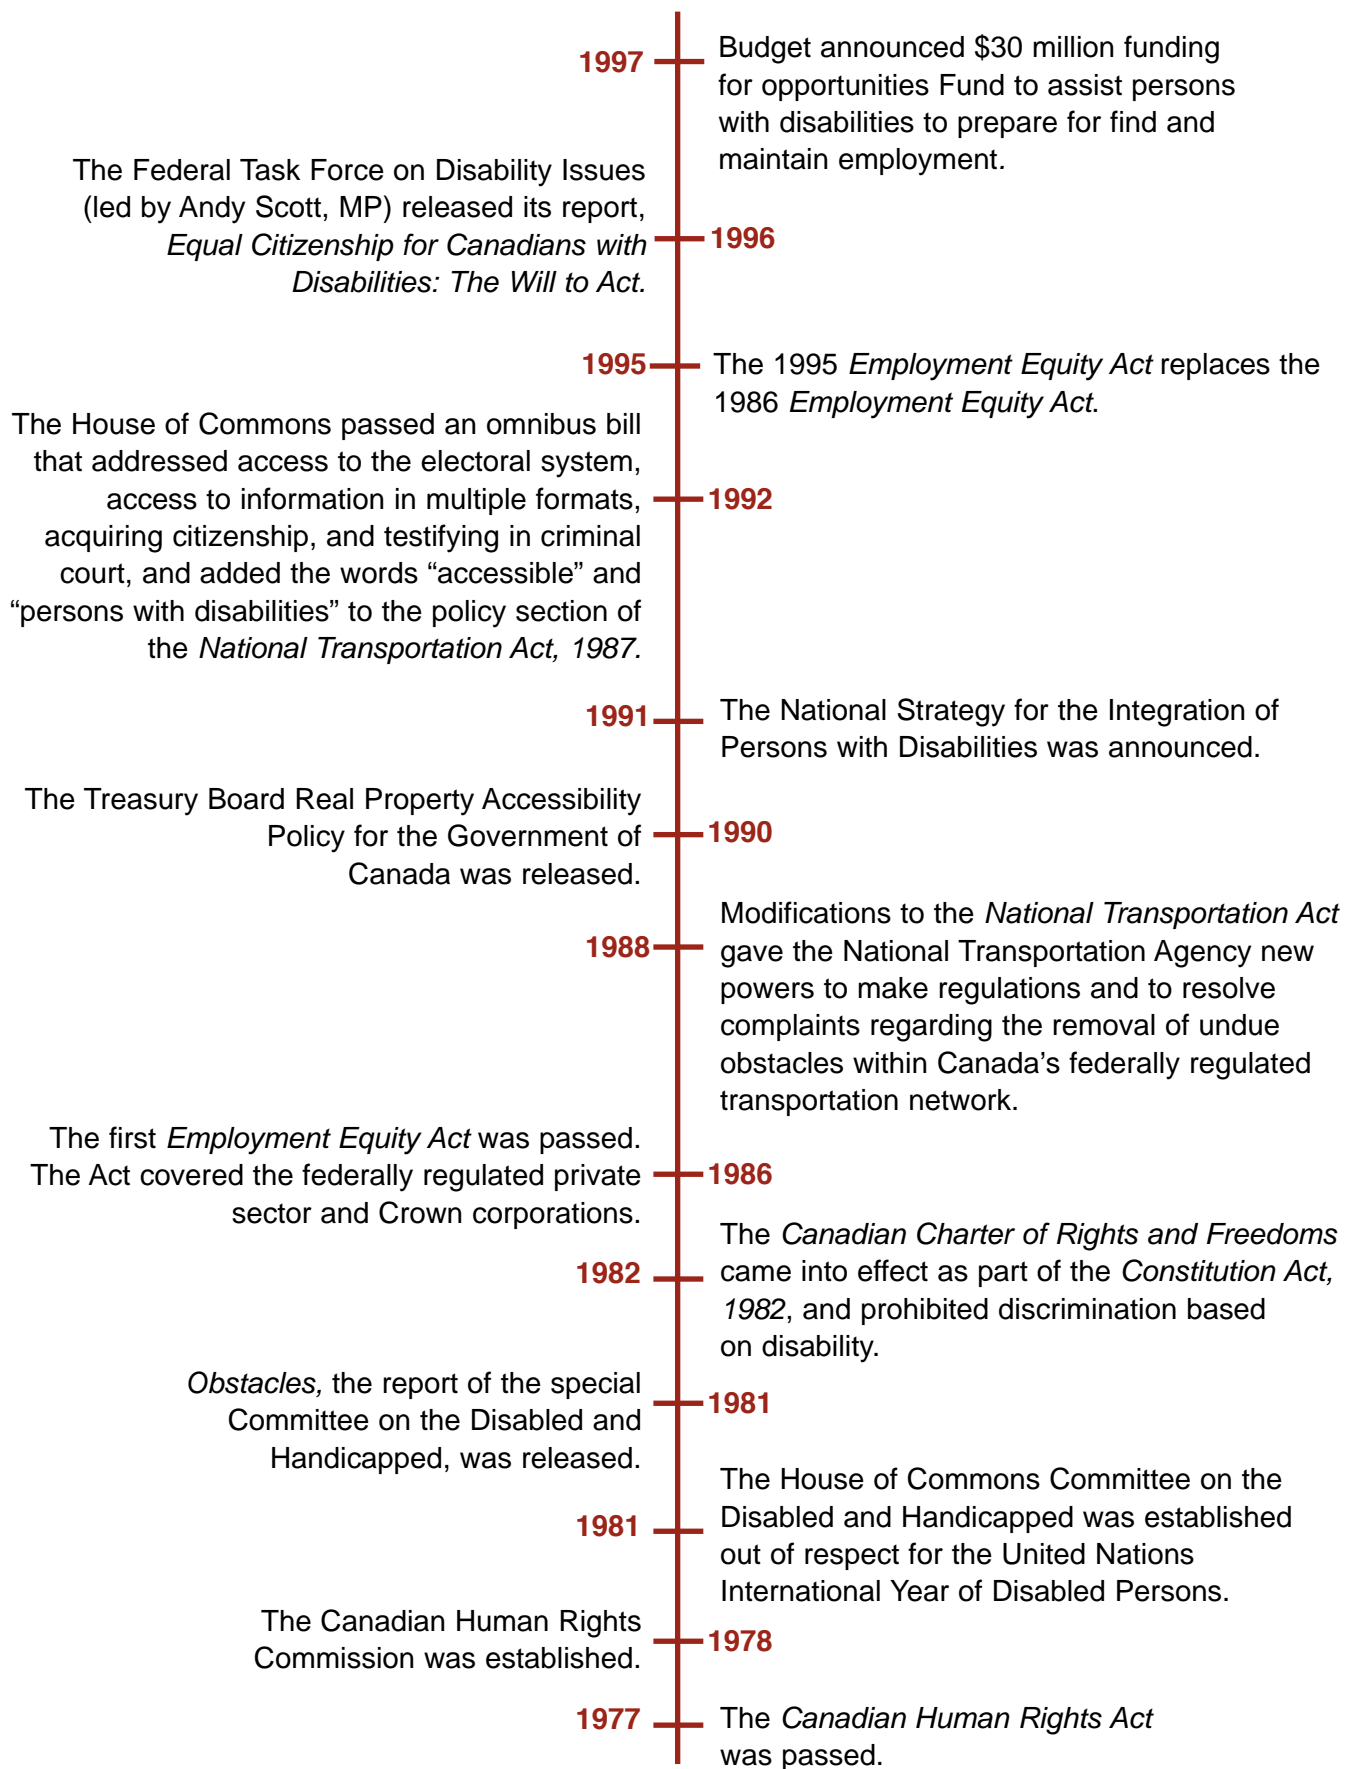 1997
Budget announced $30 million funding
for opportunities Fund to assist persons
with disabilities to prepare for find and
maintain employment.
The Federal Task Force on Disability Issues
(led by Andy Scott, MP) released its report,
Equal Citizenship for Canadians with
Disabilities: The Will to Act.
1996
1995
The 1995 Employment Equity Act replaces the
1986 Employment Equity Act.
The House of Commons passed an omnibus bill
that addressed access to the electoral system,
access to information in multiple formats,
acquiring citizenship, and testifying in criminal
court, and added the words “accessible” and
“persons with disabilities” to the policy section of
the National Transportation Act, 1987.
1992
1991
The National Strategy for the Integration of
Persons with Disabilities was announced.
The Treasury Board Real Property Accessibility
Policy for the Government of
Canada was released.
1990
1988
Modifications to the National Transportation Act
gave the National Transportation Agency new
powers to make regulations and to resolve
complaints regarding the removal of undue
obstacles within Canada’s federally regulated
transportation network.
The first Employment Equity Act was passed.
The Act covered the federally regulated private
sector and Crown corporations.
1986
1982
The Canadian Charter of Rights and Freedoms
came into effect as part of the Constitution Act,
1982, and prohibited discrimination based
on disability.
Obstacles, the report of the special
Committee on the Disabled and
Handicapped, was released.
1981
1981
The House of Commons Committee on the
Disabled and Handicapped was established
out of respect for the United Nations
International Year of Disabled Persons.
The Canadian Human Rights
Commission was established.
1978
1977
The Canadian Human Rights Act
was passed.